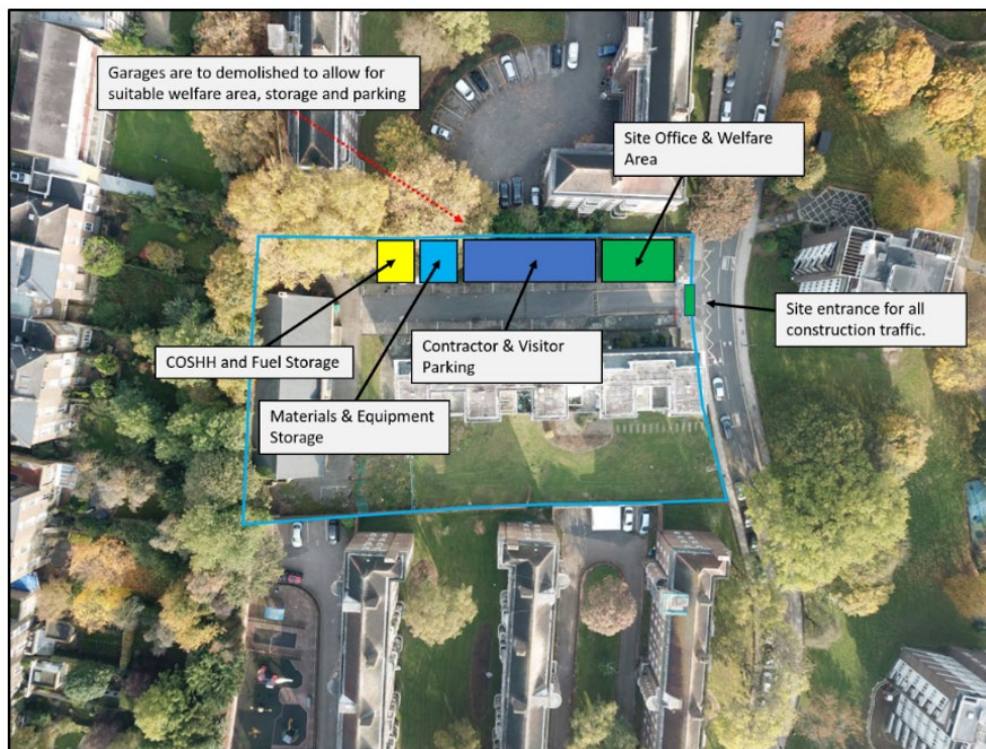 Garages are to demolished to allow for
suitable welfare area, storage and parking
Site Office & Welfare
Area
Site entrance for all
construction traffic.
COSHH and Fuel Storage
Contractor & Visitor
Parking
Materials & Equipment
Storage